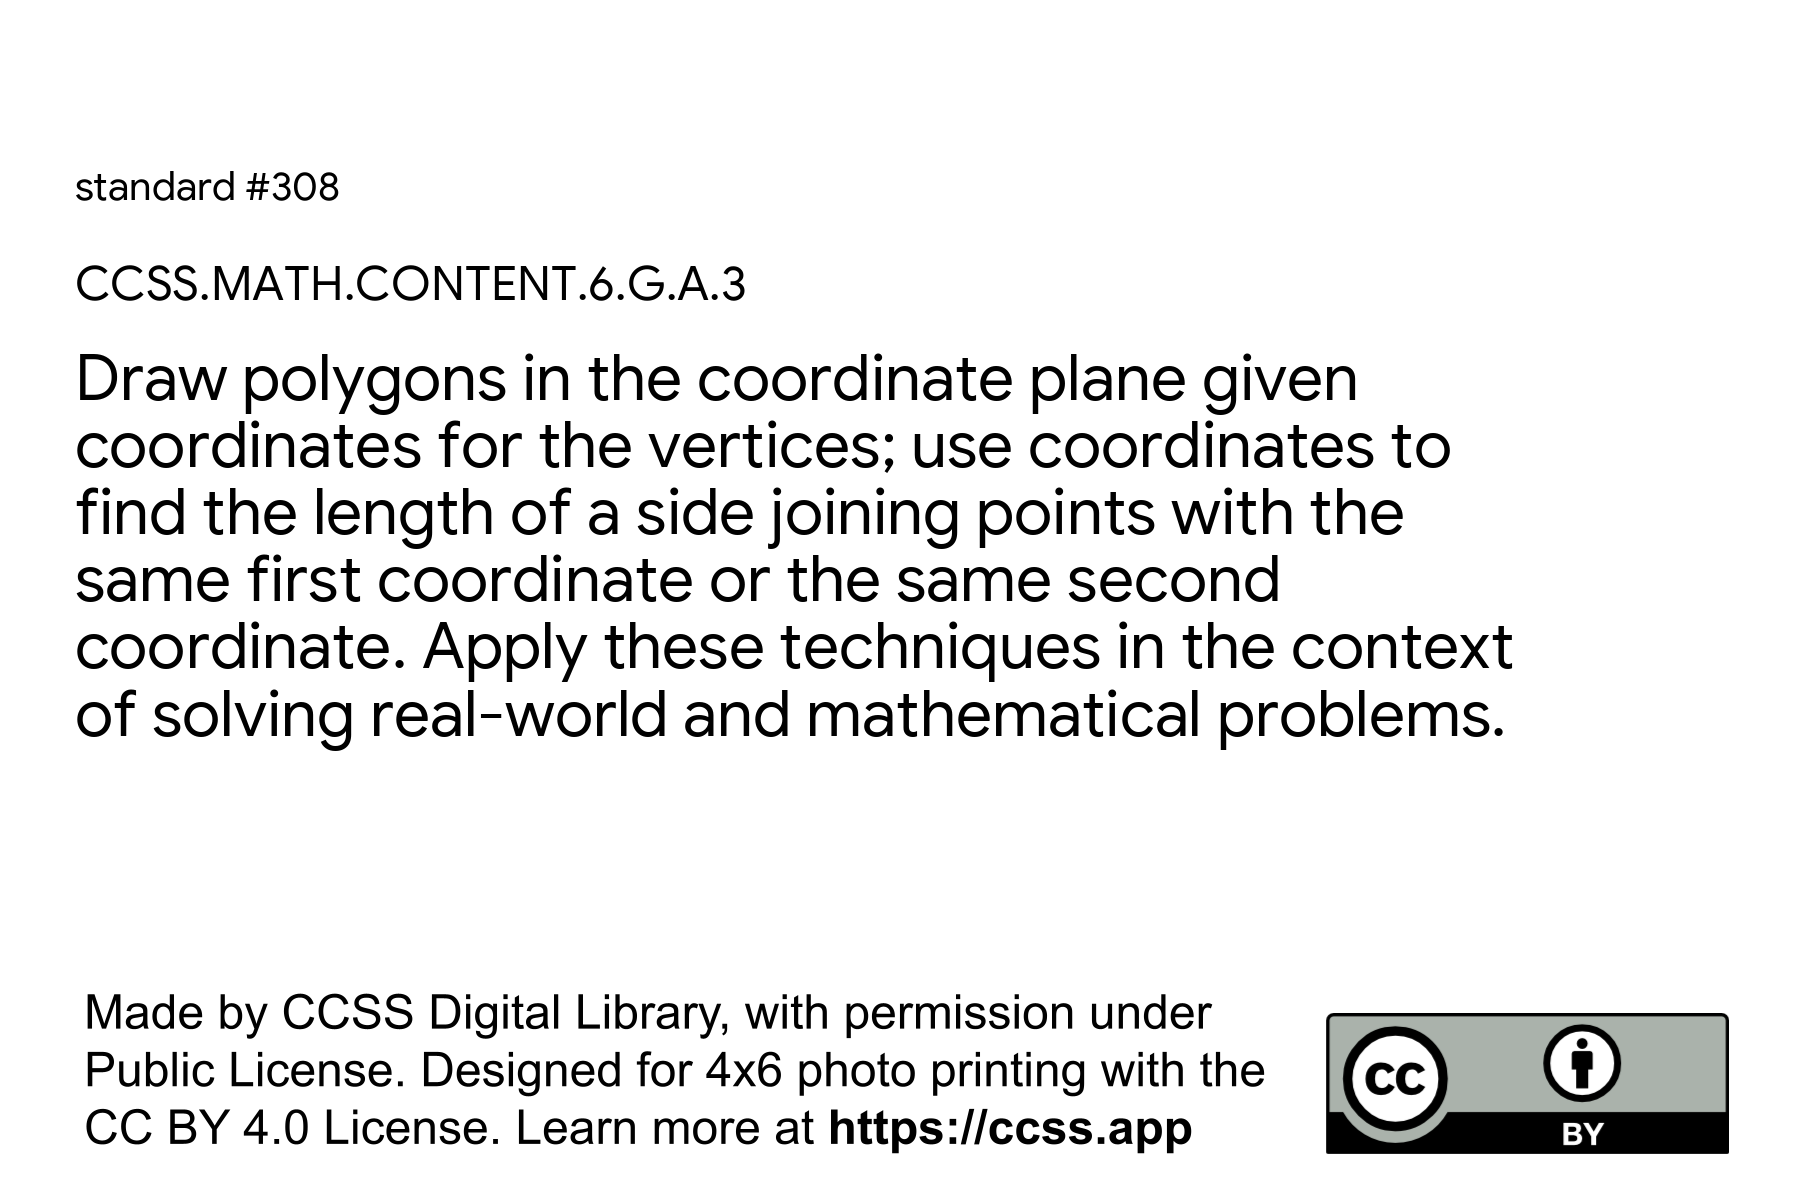 standard #308
CCSS.MATH.CONTENT.6.G.A.3
Draw polygons in the coordinate plane given
coordinates for the vertices; use coordinates to
find the length of a side joining points with the
same first coordinate or the same second
coordinate. Apply these techniques in the context
of solving real-world and mathematical problems.
Made by CCSS Digital Library, with permission under
Public License. Designed for 4x6 photo printing with the
CC BY 4.0 License. Learn more at https://ccss.app
CC
BY